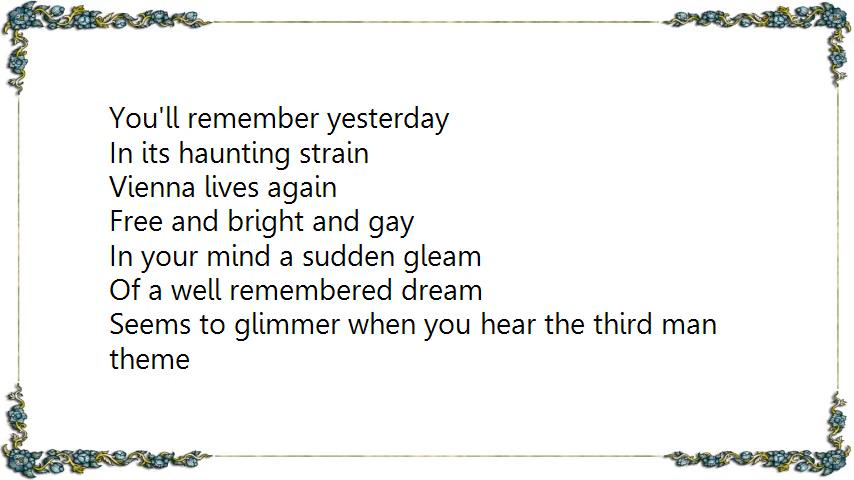 You'll remember yesterday
In its haunting strain
Vienna lives again
Free and bright and gay
In your mind a sudden gleam
Of a well remembered dream
Seems to glimmer when you hear the third man
theme